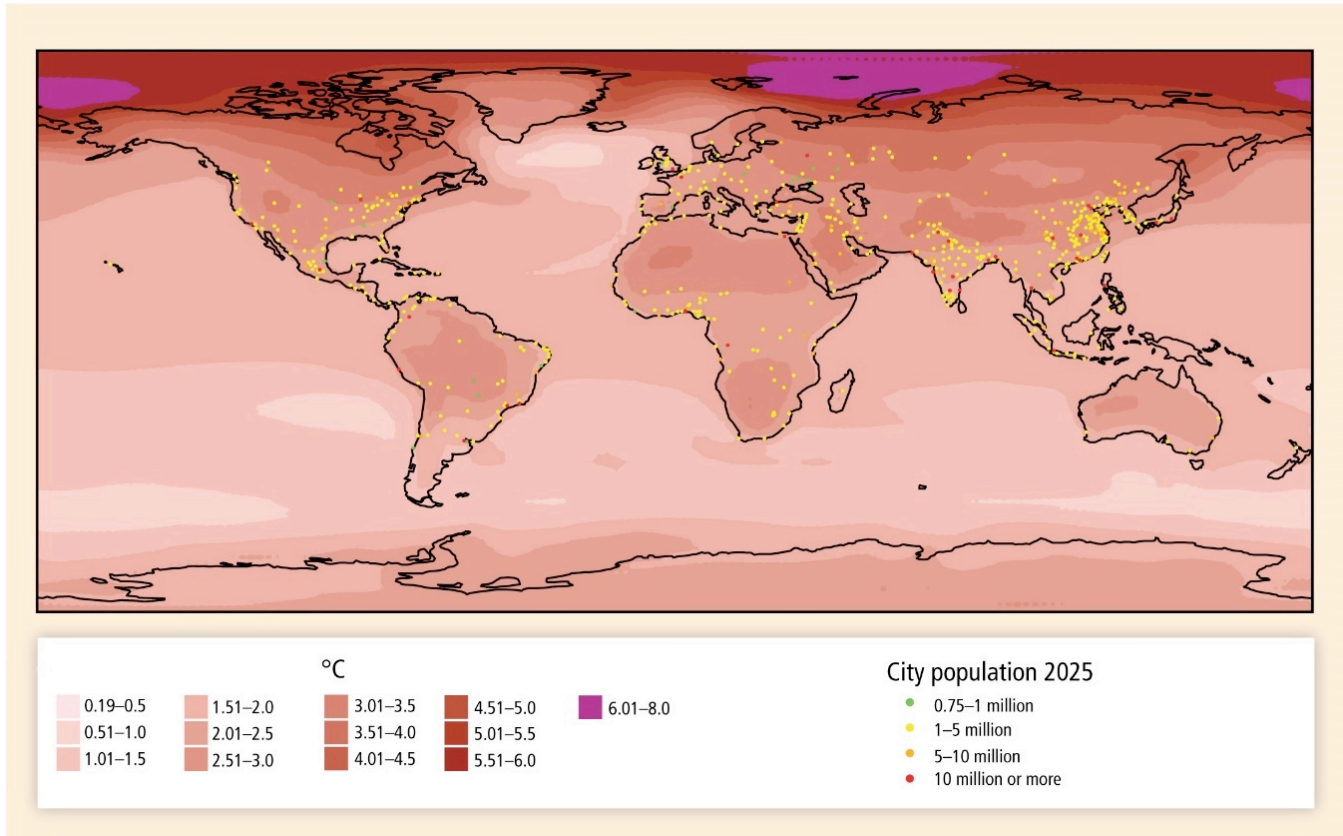 °C
0.19–0.5
0.51–1.0
1.01–1.5
1.51–2.0
2.01–2.5
2.51–3.0
3.01–3.5
3.51–4.0
4.01–4.5
4.51–5.0
5.01–5.5
5.51–6.0
6.01–8.0
City population 2025
0.75–1 million
1–5 million
5–10 million
10 million or more